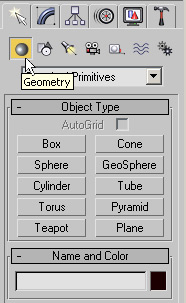 Primitives
Geometry
- Object Type
AutoGrid
Box Cone
Sphere GeoSphere
Cylinder Tube
Torus Pyramid
Teapot Plane
- Name and Color